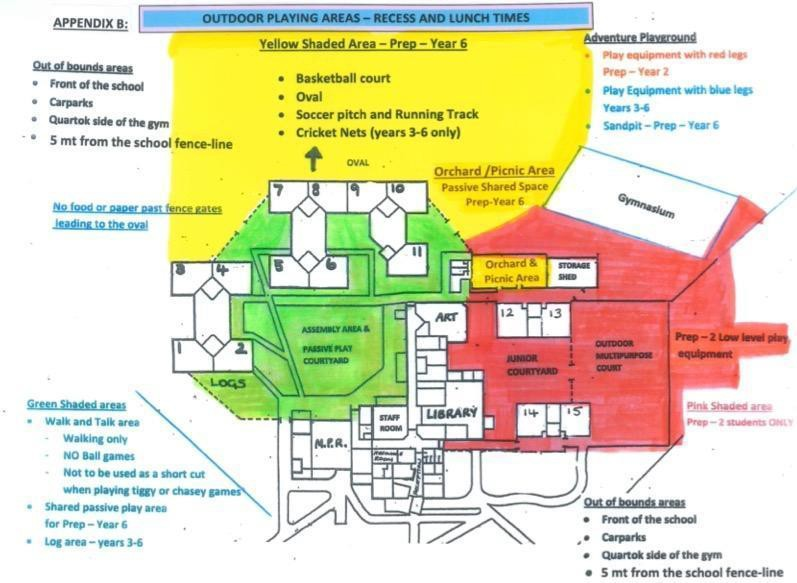 APPENDIX B:
OUTDOOR PLAYING AREAS – RECESS AND LUNCH TIMES
Yellow Shaded Area – Prep – Year 6
• Basketball court
• Oval
• Soccer pitch and Running Track
• Cricket Nets (years 3-6 only)
OVAL
Out of bounds areas
• Front of the school
• Carparks
• Quartok side of the gym
• 5 mt from the school fence-line
Adventure Playground
• Play equipment with red legs
Prep – Year 2
• Play Equipment with blue legs
Years 3-6
• Sandpit – Prep – Year 6
Orchard /Picnic Area
Passive Shared Space
Prep-Year 6
No food or paper past fence gates
leading to the oval
Gymnasium
7 8 9 10
11
5 6
3 4
1 2
LOGS
Orchard &
Picnic Area
STORAGE
SHED
ASSEMBLY AREA &
PASSIVE PLAY
COURTYARD
ART
12 13
JUNIOR
COURTYARD
OUTDOOR
MULTIPURPOSE
COURT
Prep – 2 Low level play
equipment
14 15
LIBRARY
STAFF
ROOM
M.P.R.
Pink Shaded area
Prep – 2 students ONLY
Green Shaded areas
• Walk and Talk area
- Walking only
- NO Ball games
- Not to be used as a short cut
when playing tiggy or chasey games
• Shared passive play area
for Prep – Year 6
• Log area – years 3-6
Out of bounds areas
• Front of the school
• Carparks
• Quartok side of the gym
• 5 mt from the school fence-line